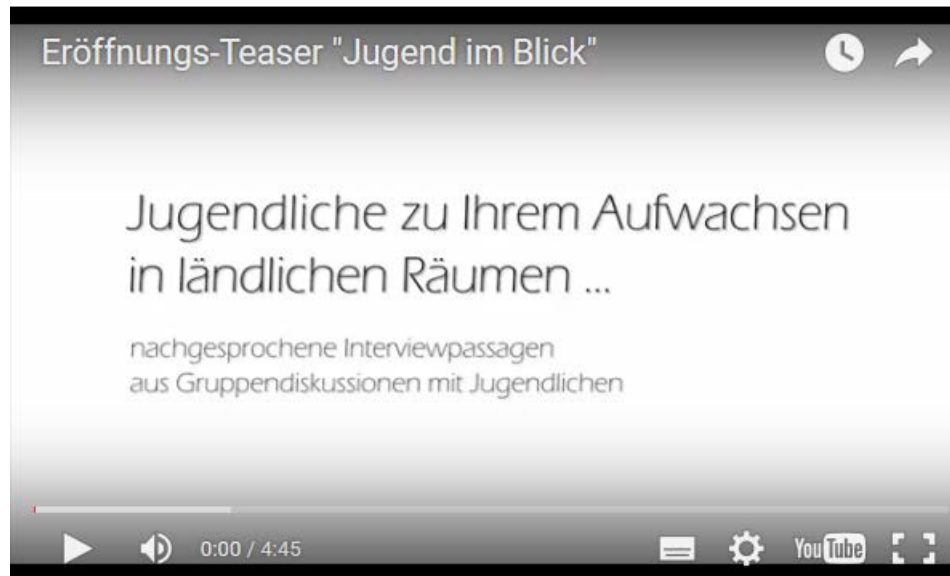 Eröffnungs-Teaser "Jugend im Blick"
Jugendliche zu Ihrem Aufwachsen
in ländlichen Räumen ...
nachgesprochene Interviewpassagen
aus Gruppendiskussionen mit Jugendlichen
0:00 / 4:45
YouTube